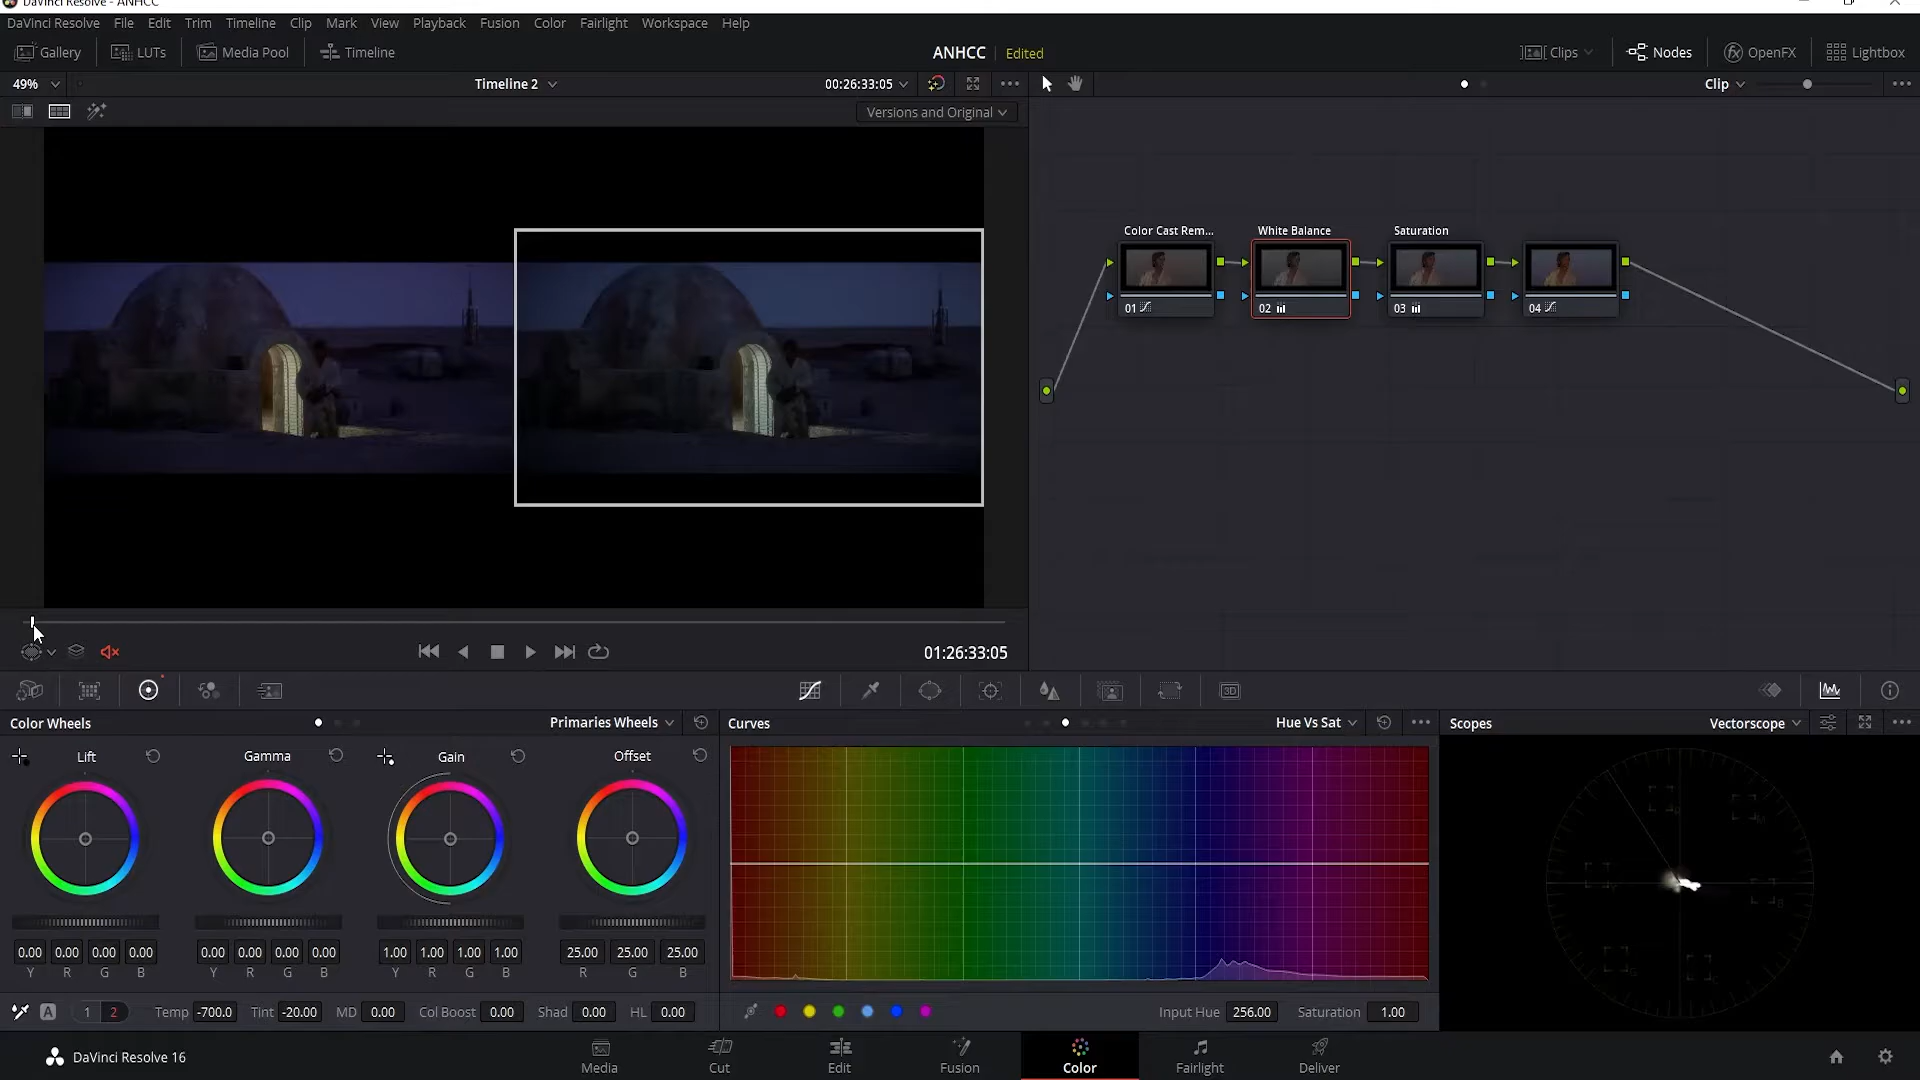 DaVinci Resolve - ANHCC
DaVinci Resolve File Edit Trim Timeline Clip Mark View Playback Fusion Color Fairlight Workspace Help
Gallery LUTs Media Pool Timeline ANHCC Edited Clips Nodes OpenFX Lightbox
49% Timeline 2 00:26:33:05 Clip
Versions and Original
Color Cast Rem... White Balance Saturation
01 02 03 04
01:26:33:05
3D
Color Wheels Primaries Wheels Curves Hue Vs Sat Scopes Vectorscope
Lift Gamma Gain Offset
0.00 0.00 0.00 0.00 0.00 0.00 0.00 0.00 1.00 1.00 1.00 1.00 25.00 25.00 25.00
Y R G B Y R G B Y R G B R G B
A 1 2 Temp -700.0 Tint -20.00 MD 0.00 Col Boost 0.00 Shad 0.00 HL 0.00 Input Hue 256.00 Saturation 1.00
DaVinci Resolve 16 Media Cut Edit Fusion Color Fairlight Deliver